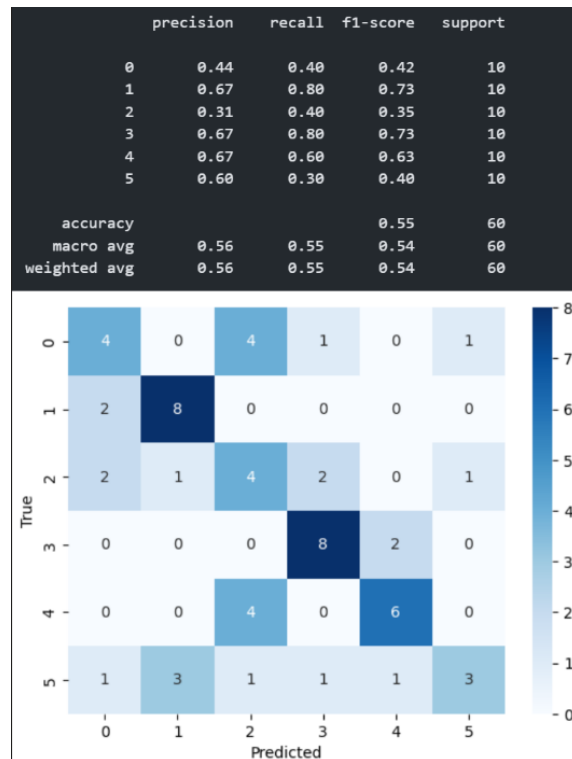 precision recall f1-score support
0 0.44 0.40 0.42 10
1 0.67 0.80 0.73 10
2 0.31 0.40 0.35 10
3 0.67 0.80 0.73 10
4 0.67 0.60 0.63 10
5 0.60 0.30 0.40 10
accuracy 0.55 60
macro avg 0.56 0.55 0.54 60
weighted avg 0.56 0.55 0.54 60
8
0 4 0 4 1 0 1
7
1 2 8 0 0 0 0
6
5
2 2 1 4 2 0 1
4
True
3 0 0 0 8 2 0
3
4 0 0 4 0 6 0
2
1
5 1 3 1 1 1 3
0
0 1 2 3 4 5
Predicted